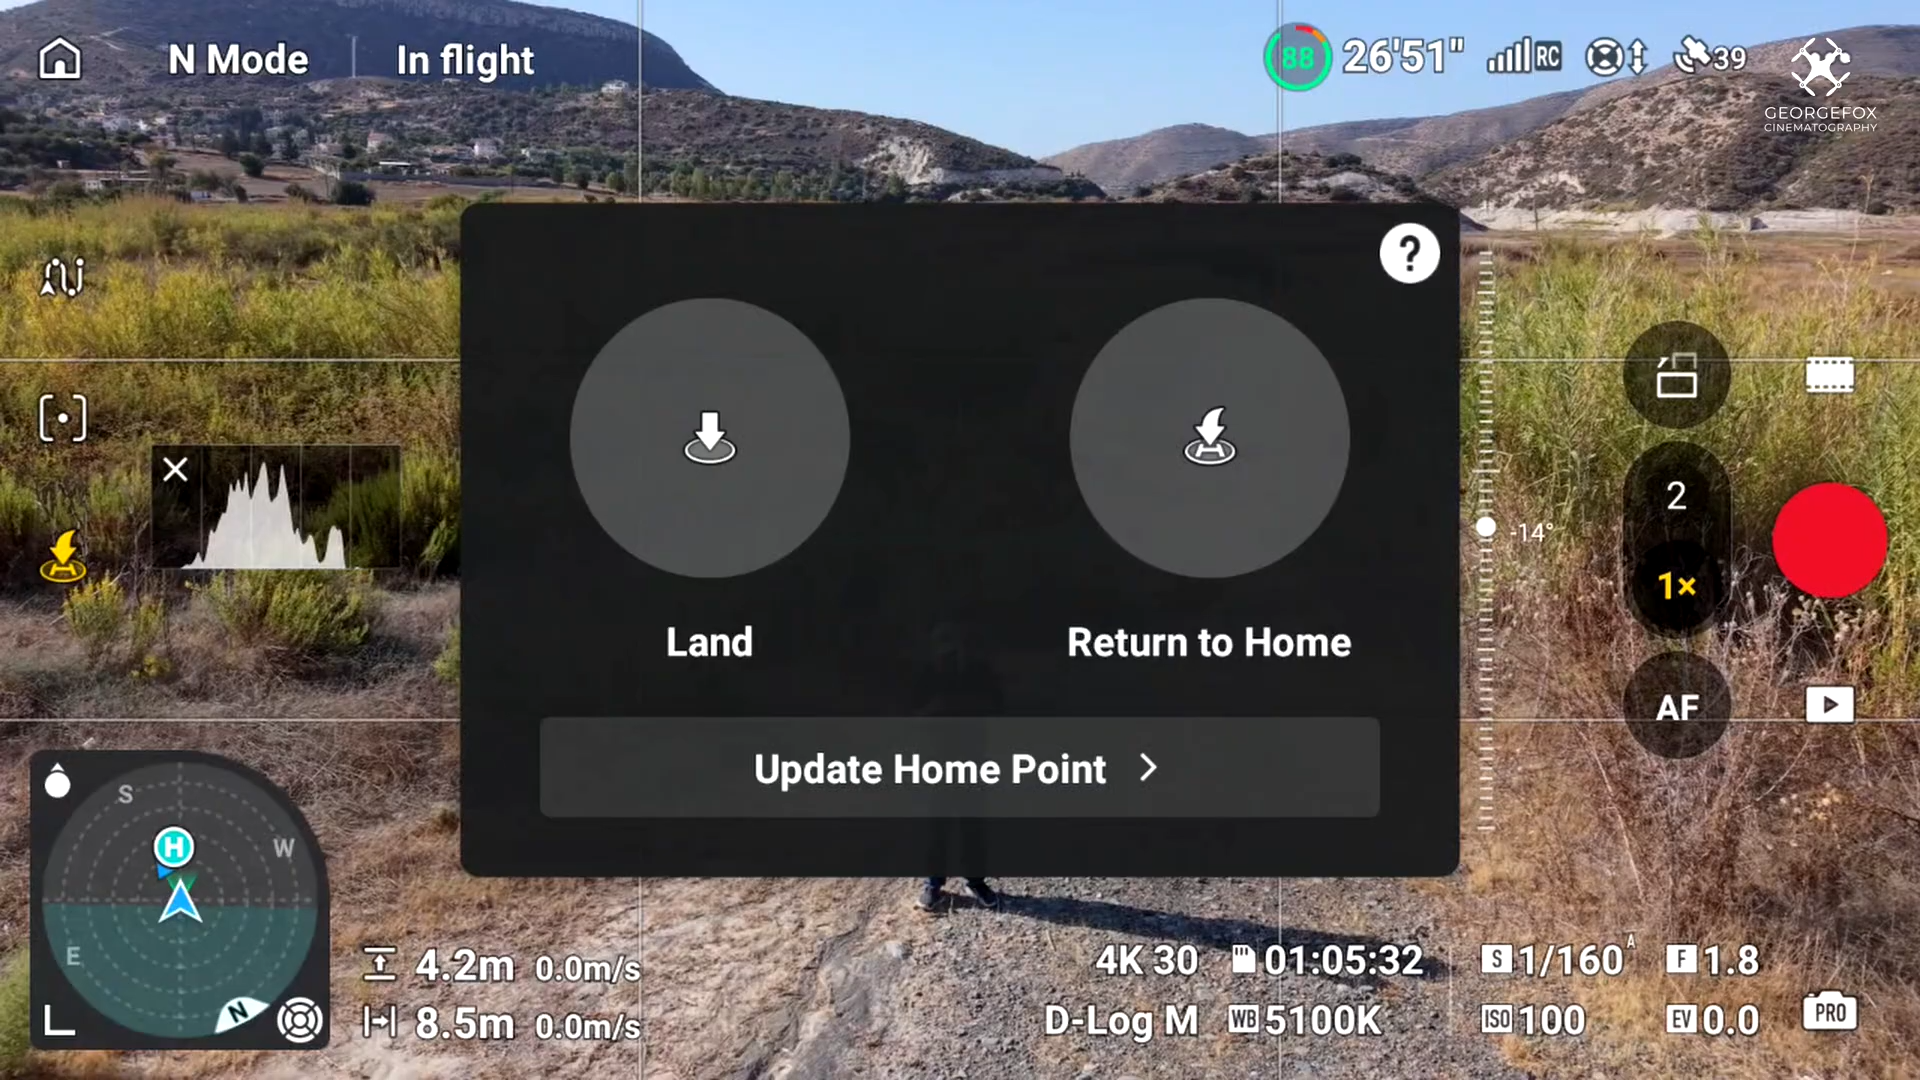 N Mode
In flight
88
26'51"
RC
39
GEORGEFOX
CINEMATOGRAPHY
?
Land
Return to Home
Update Home Point
-14°
2
1×
AF
S
W
H
E
N
4.2m 0.0m/s
8.5m 0.0m/s
4K 30
01:05:32
S 1/160 A
F 1.8
D-Log M
WB 5100K
ISO 100
EV 0.0
PRO